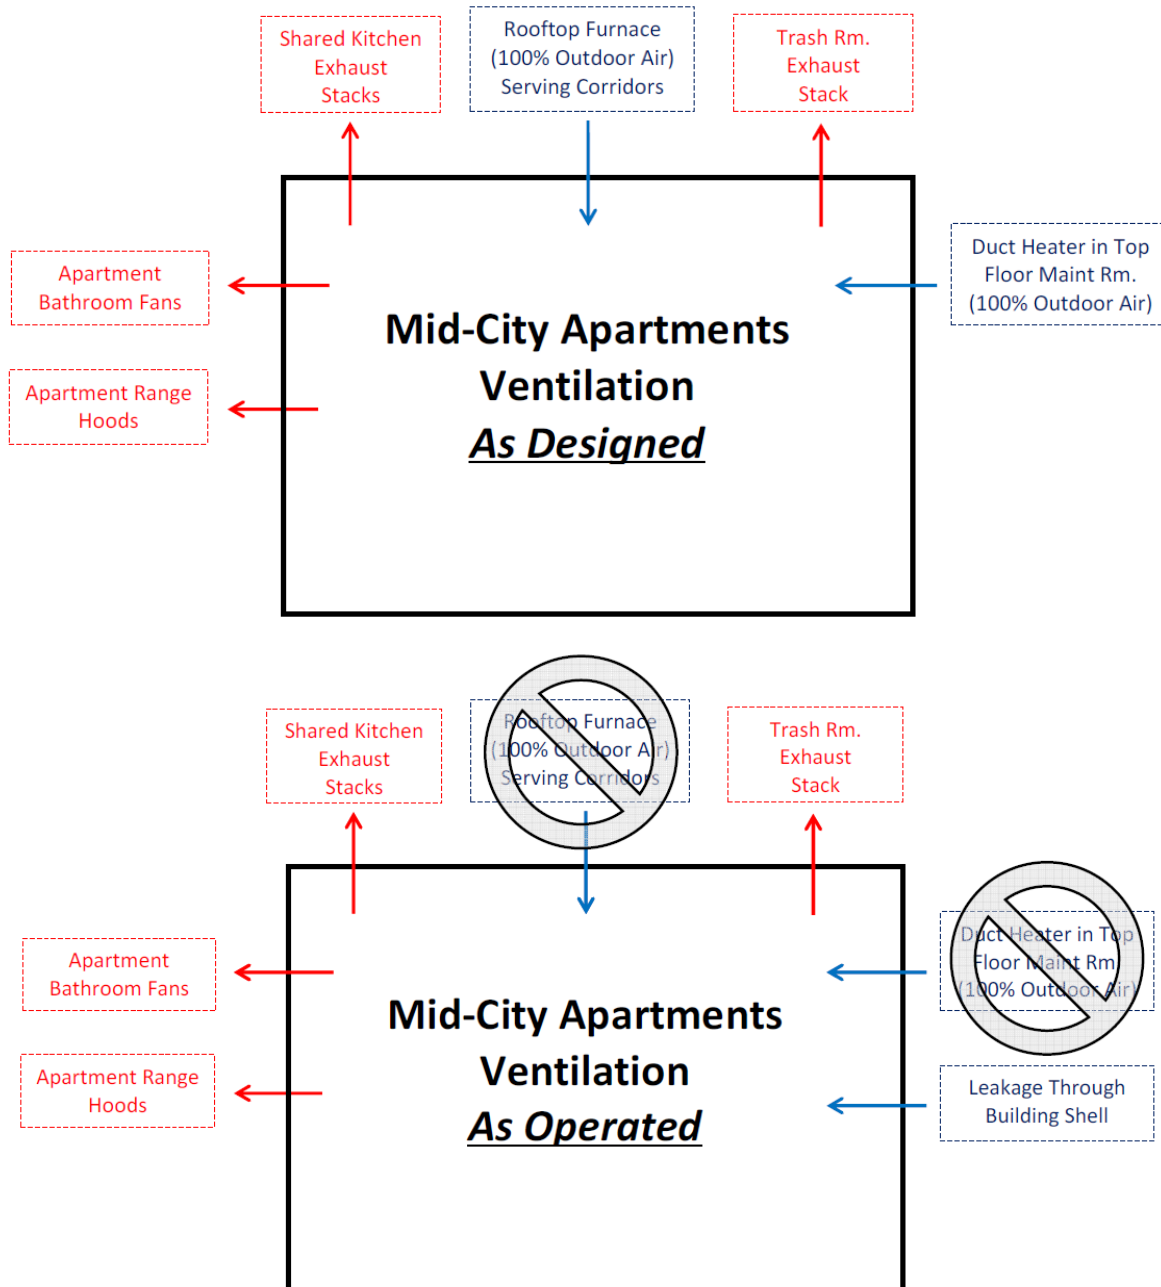 Shared Kitchen
Exhaust
Stacks
Rooftop Furnace
(100% Outdoor Air)
Serving Corridors
Trash Rm.
Exhaust
Stack
Apartment
Bathroom Fans
Duct Heater in Top
Floor Maint Rm.
(100% Outdoor Air)
Apartment Range
Hoods
Mid-City Apartments
Ventilation
As Designed
Shared Kitchen
Exhaust
Stacks
Rooftop Furnace
(100% Outdoor Air)
Serving Corridors
Trash Rm.
Exhaust
Stack
Apartment
Bathroom Fans
Duct Heater in Top
Floor Maint Rm.
(100% Outdoor Air)
Apartment Range
Hoods
Leakage Through
Building Shell
Mid-City Apartments
Ventilation
As Operated